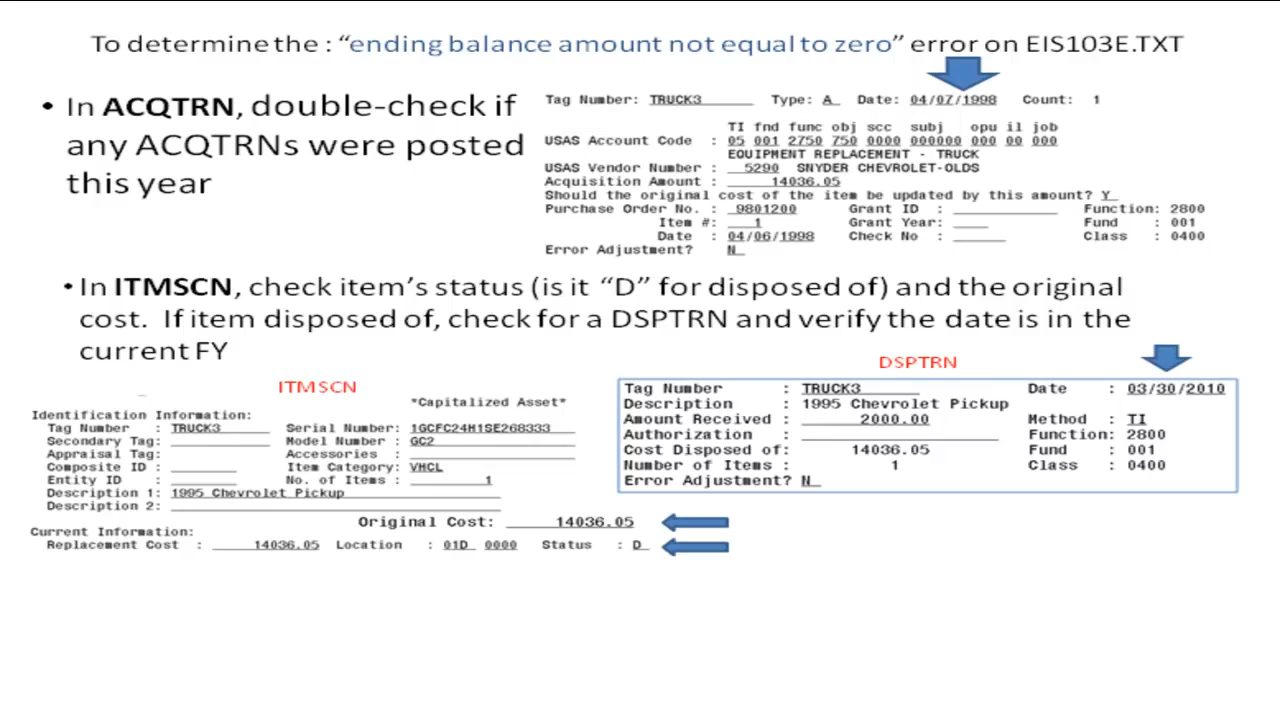 To determine the : “ending balance amount not equal to zero” error on EIS103E.TXT
• In ACQTRN, double-check if
any ACQTRNs were posted
this year
Tag Number: TRUCK3 Type: A Date: 04/07/1998 Count: 1
TI fnd func obj scc subj opu il job
USAS Account Code : 05 001 2750 750 0000 000000 000 00 000
EQUIPMENT REPLACEMENT - TRUCK
USAS Vendor Number : 5290 SNYDER CHEVROLET-OLDS
Acquisition Amount : 14036.05
Should the original cost of the item be updated by this amount? Y
Purchase Order No. : 9801200 Grant ID : Function: 2800
Item #: 1 Grant Year: Fund : 001
Date : 04/06/1998 Check No : Class : 0400
Error Adjustment? N
• In ITMSCN, check item’s status (is it “D” for disposed of) and the original
cost. If item disposed of, check for a DSPTRN and verify the date is in the
current FY
ITMSCN
*Capitalized Asset*
Identification Information:
Tag Number : TRUCK3 Serial Number: 1GCFC24H1SE268333
Secondary Tag: Model Number : GC2
Appraisal Tag: Accessories :
Composite ID : Item Category: VHCL
Entity ID : No. of Items : 1
Description 1: 1995 Chevrolet Pickup
Description 2:
Original Cost: 14036.05
Current Information:
Replacement Cost : 14036.05 Location : 01D 0000 Status : D
DSPTRN
Tag Number : TRUCK3 Date : 03/30/2010
Description : 1995 Chevrolet Pickup
Amount Received : 2000.00 Method : TI
Authorization : Function: 2800
Cost Disposed of: 14036.05 Fund : 001
Number of Items : 1 Class : 0400
Error Adjustment? N